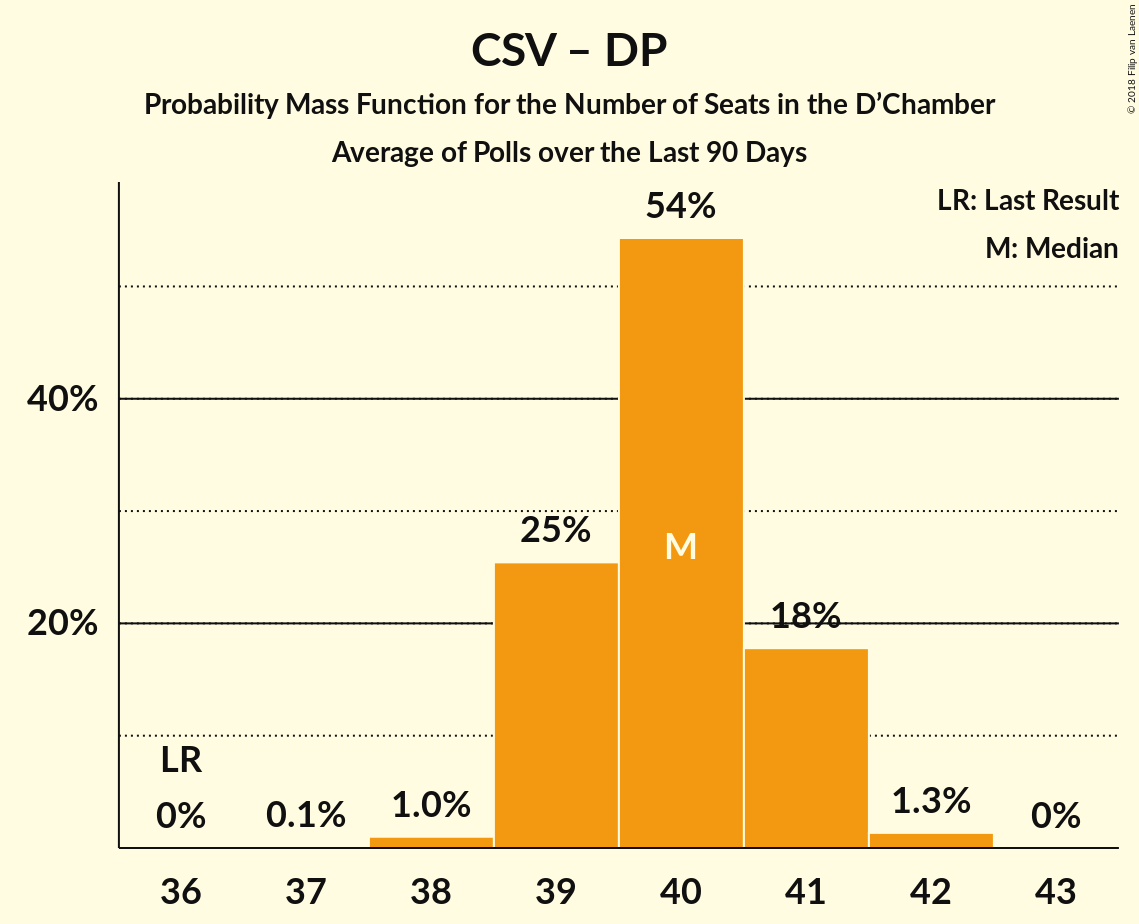 CSV – DP
Probability Mass Function for the Number of Seats in the D’Chamber
Average of Polls over the Last 90 Days
© 2018 Filip van Laenen
LR: Last Result
M: Median
54%
40%
25%
M
20%
18%
LR
0%
0.1%
1.0%
1.3%
0%
36 37 38 39 40 41 42 43